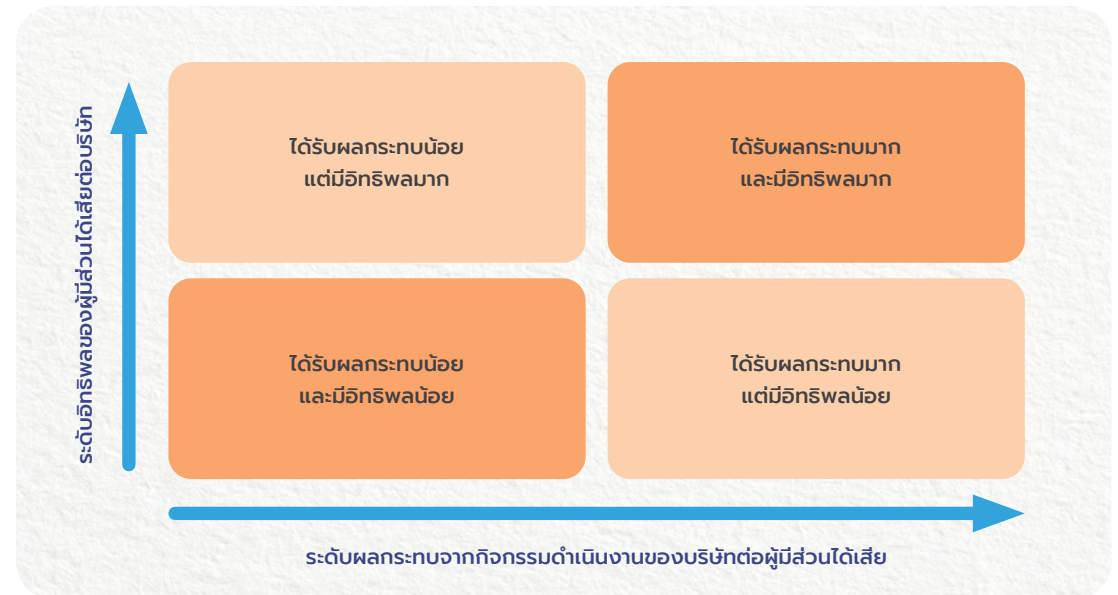 ระดับอิทธิพลของผู้มีส่วนได้เสียต่อบริษัท
ได้รับผลกระทบน้อย
แต่มีอิทธิพลมาก
ได้รับผลกระทบมาก
และมีอิทธิพลมาก
ได้รับผลกระทบน้อย
และมีอิทธิพลน้อย
ได้รับผลกระทบมาก
แต่มีอิทธิพลน้อย
ระดับผลกระทบจากกิจกรรมดำเนินงานของบริษัทต่อผู้มีส่วนได้เสีย